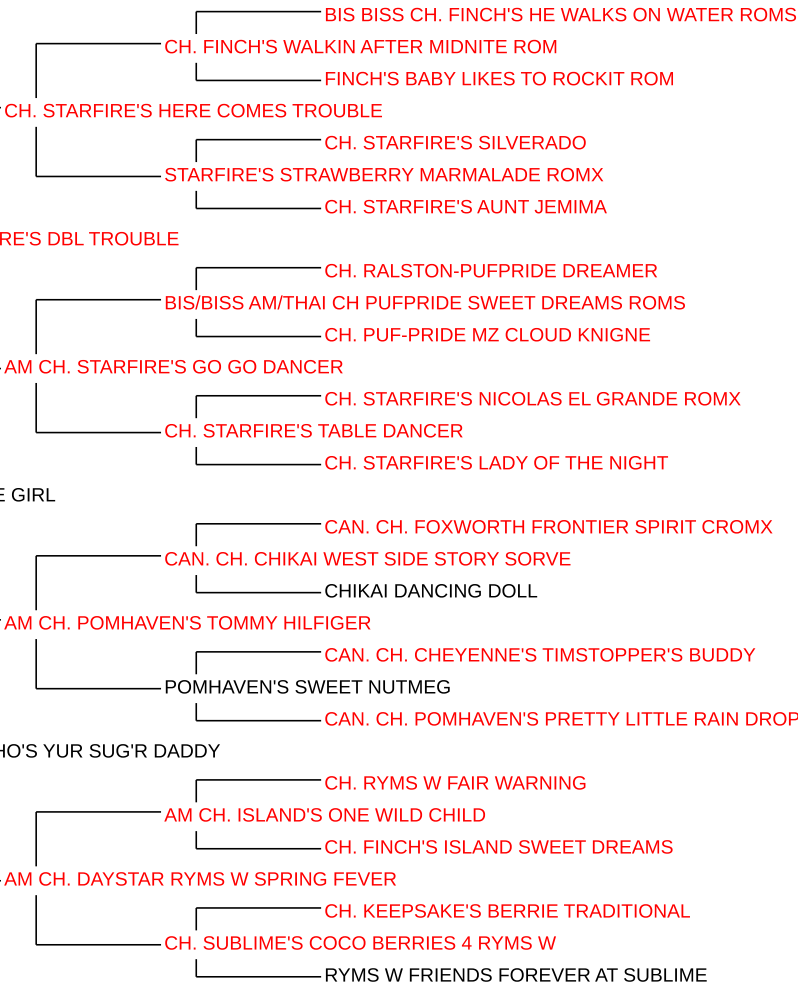 BIS BISS CH. FINCH'S HE WALKS ON WATER ROMS
CH. FINCH'S WALKIN AFTER MIDNITE ROM
FINCH'S BABY LIKES TO ROCKIT ROM
CH. STARFIRE'S HERE COMES TROUBLE
CH. STARFIRE'S SILVERADO
STARFIRE'S STRAWBERRY MARMALADE ROMX
CH. STARFIRE'S AUNT JEMIMA
RE'S DBL TROUBLE
CH. RALSTON-PUFPRIDE DREAMER
BIS/BISS AM/THAI CH PUFPRIDE SWEET DREAMS ROMS
CH. PUF-PRIDE MZ CLOUD KNIGNE
AM CH. STARFIRE'S GO GO DANCER
CH. STARFIRE'S NICOLAS EL GRANDE ROMX
CH. STARFIRE'S TABLE DANCER
CH. STARFIRE'S LADY OF THE NIGHT
E GIRL
CAN. CH. FOXWORTH FRONTIER SPIRIT CROMX
CAN. CH. CHIKAI WEST SIDE STORY SORVE
CHIKAI DANCING DOLL
AM CH. POMHAVEN'S TOMMY HILFIGER
CAN. CH. CHEYENNE'S TIMSTOPPER'S BUDDY
POMHAVEN'S SWEET NUTMEG
CAN. CH. POMHAVEN'S PRETTY LITTLE RAIN DROP
HO'S YUR SUG'R DADDY
CH. RYMS W FAIR WARNING
AM CH. ISLAND'S ONE WILD CHILD
CH. FINCH'S ISLAND SWEET DREAMS
AM CH. DAYSTAR RYMS W SPRING FEVER
CH. KEEPSAKE'S BERRIE TRADITIONAL
CH. SUBLIME'S COCO BERRIES 4 RYMS W
RYMS W FRIENDS FOREVER AT SUBLIME